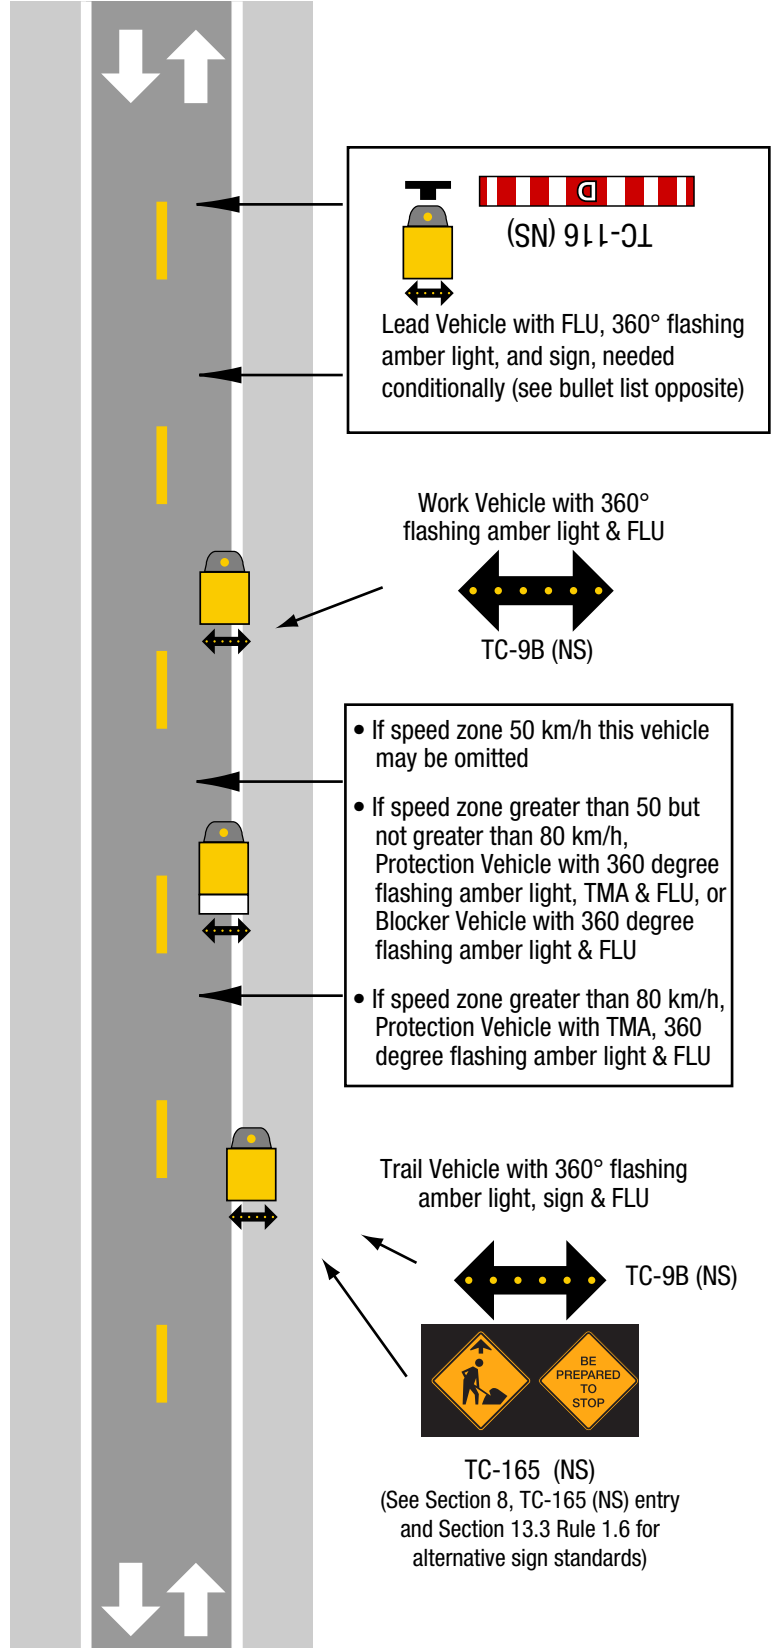 D
TC-116 (NS)
Lead Vehicle with FLU, 360° flashing
amber light, and sign, needed
conditionally (see bullet list opposite)
Work Vehicle with 360°
flashing amber light & FLU
TC-9B (NS)
• If speed zone 50 km/h this vehicle
may be omitted
• If speed zone greater than 50 but
not greater than 80 km/h,
Protection Vehicle with 360 degree
flashing amber light, TMA & FLU, or
Blocker Vehicle with 360 degree
flashing amber light & FLU
• If speed zone greater than 80 km/h,
Protection Vehicle with TMA, 360
degree flashing amber light & FLU
Trail Vehicle with 360° flashing
amber light, sign & FLU
TC-9B (NS)
BE
PREPARED
TO
STOP
TC-165 (NS)
(See Section 8, TC-165 (NS) entry
and Section 13.3 Rule 1.6 for
alternative sign standards)